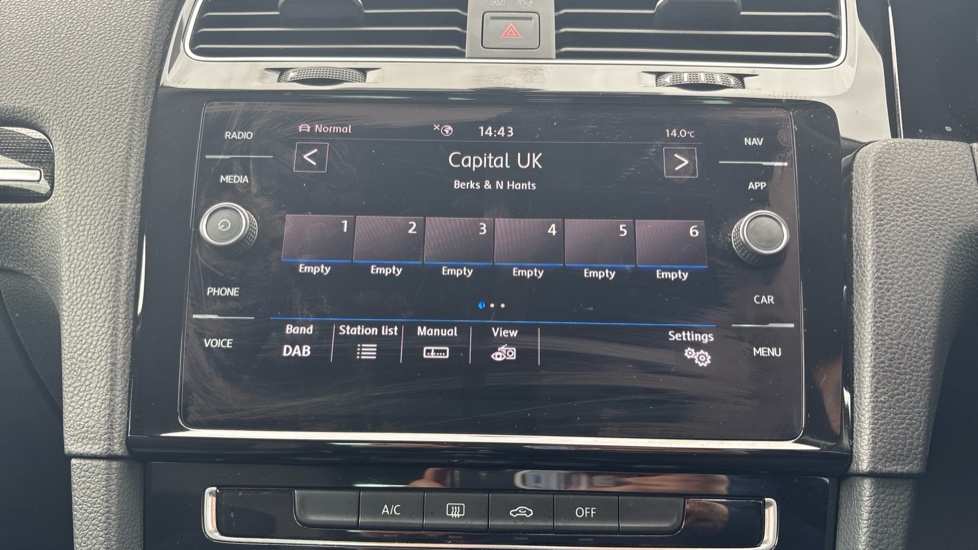 RADIO
MEDIA
PHONE
VOICE
Normal
14:43
14.0°C
<
Capital UK
>
Berks & N Hants
1 2 3 4 5 6
Empty Empty Empty Empty Empty Empty
Band Station list Manual View Settings
DAB
NAV
APP
CAR
MENU
A/C OFF